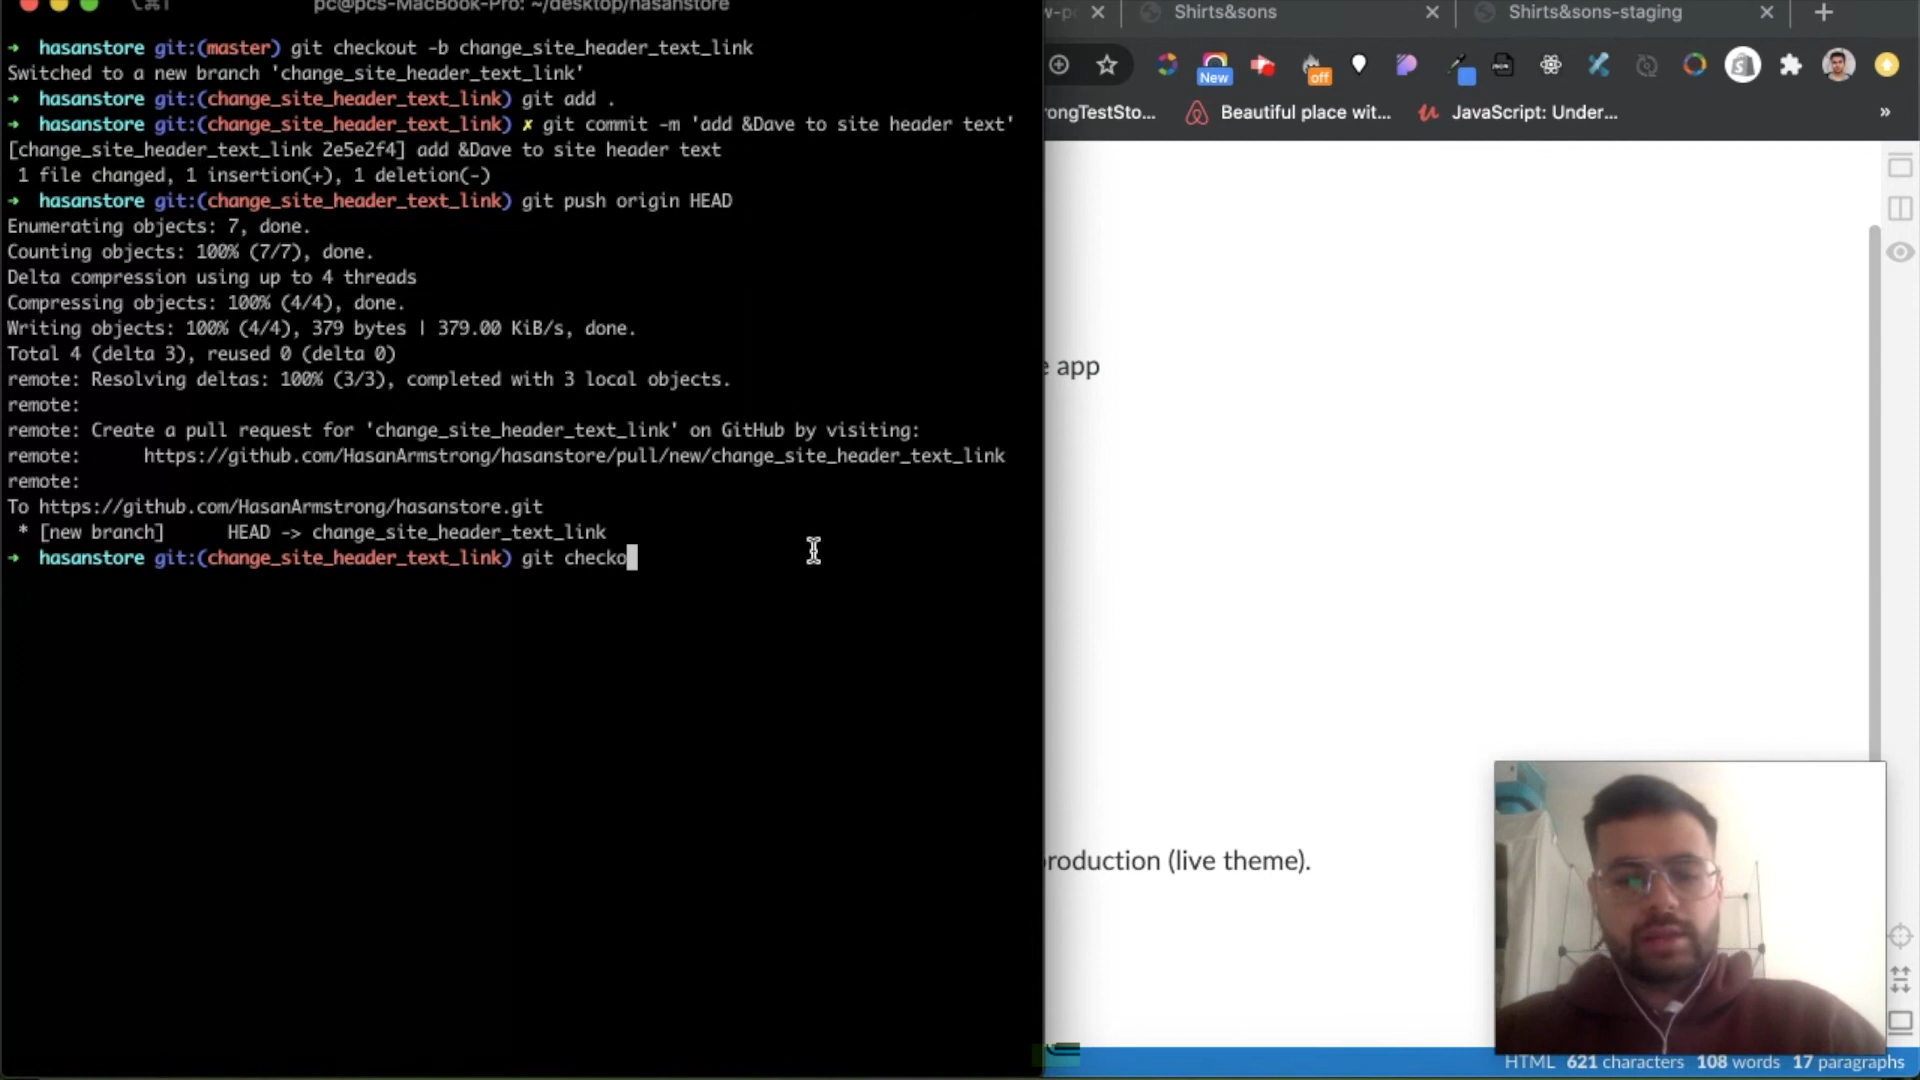 pc@pcs-MacBook-Pro: ~/desktop/hasanstore
➜ hasanstore git:(master) git checkout -b change_site_header_text_link
Switched to a new branch 'change_site_header_text_link'
➜ hasanstore git:(change_site_header_text_link) git add .
➜ hasanstore git:(change_site_header_text_link) ✗ git commit -m 'add &Dave to site header text'
[change_site_header_text_link 2e5e2f4] add &Dave to site header text
1 file changed, 1 insertion(+), 1 deletion(-)
➜ hasanstore git:(change_site_header_text_link) git push origin HEAD
Enumerating objects: 7, done.
Counting objects: 100% (7/7), done.
Delta compression using up to 4 threads
Compressing objects: 100% (4/4), done.
Writing objects: 100% (4/4), 379 bytes | 379.00 KiB/s, done.
Total 4 (delta 3), reused 0 (delta 0)
remote: Resolving deltas: 100% (3/3), completed with 3 local objects.
remote:
remote: Create a pull request for 'change_site_header_text_link' on GitHub by visiting:
remote: https://github.com/HasanArmstrong/hasanstore/pull/new/change_site_header_text_link
remote:
To https://github.com/HasanArmstrong/hasanstore.git
* [new branch] HEAD -> change_site_header_text_link
➜ hasanstore git:(change_site_header_text_link) git checko
Shirts&sons
Shirts&sons-staging
New
off
rongTestSto...
Beautiful place wit...
JavaScript: Under...
»
e app
production (live theme).
HTML 621 characters 108 words 17 paragraphs